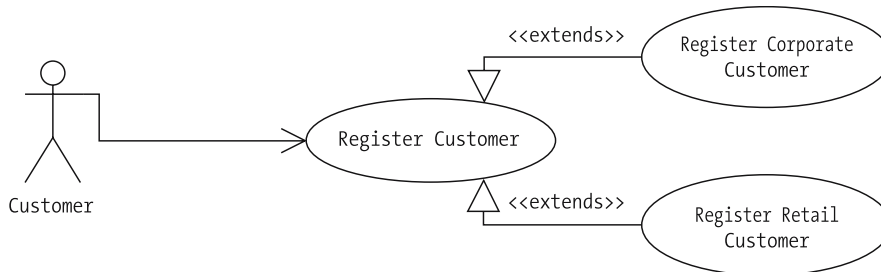 <<extends>>
Register Corporate
Customer
Register Customer
Customer
<<extends>>
Register Retail
Customer